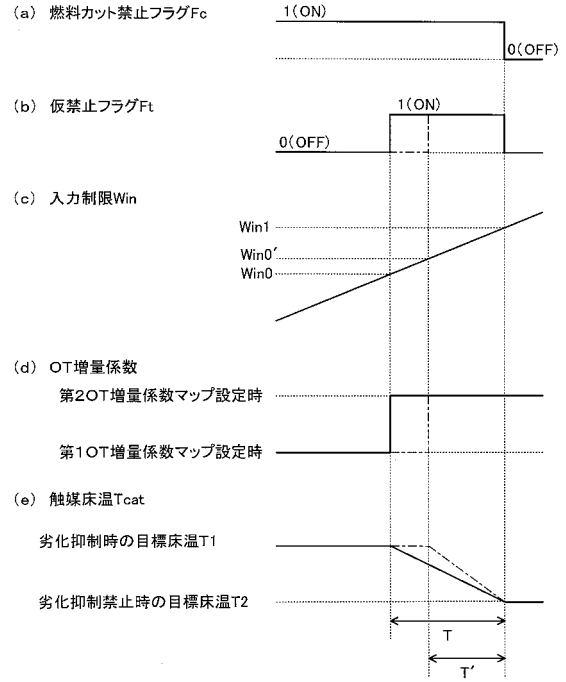 (a) 燃料カット禁止フラグFc
1(ON)
0(OFF)
(b) 仮禁止フラグFt
1(ON)
0(OFF)
(c) 入力制限Win
Win1
Win0′
Win0
(d) OT増量係数
第2OT増量係数マップ設定時
第1OT増量係数マップ設定時
(e) 触媒床温Tcat
劣化抑制時の目標床温T1
劣化抑制禁止時の目標床温T2
T
T′